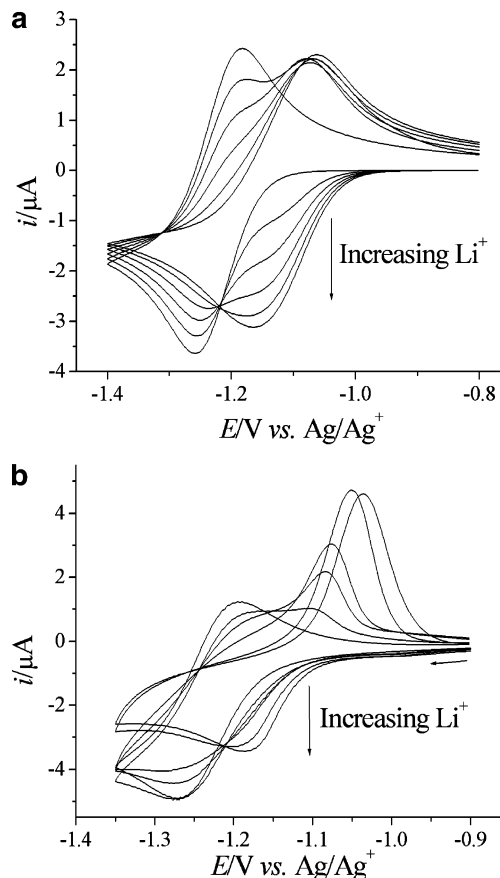 a
3
2
1
0
-1
-2
-3
-4
i/μA
Increasing Li⁺
-1.4 -1.2 -1.0 -0.8
E/V vs. Ag/Ag⁺
b
4
2
0
-2
-4
i/μA
Increasing Li⁺
-1.4 -1.3 -1.2 -1.1 -1.0 -0.9
E/V vs. Ag/Ag⁺